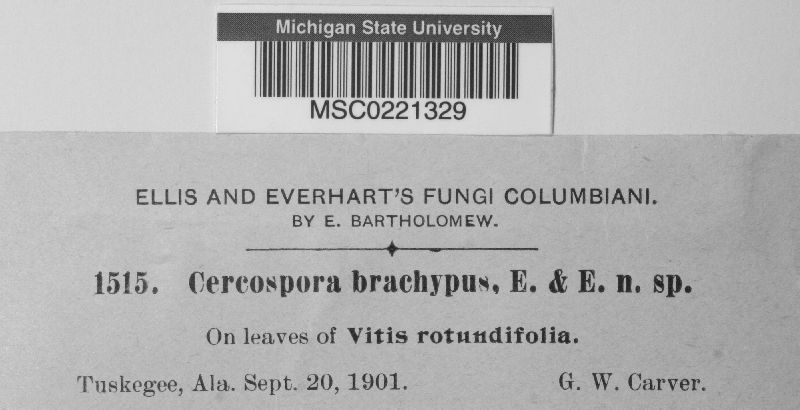 Michigan State University
MSC0221329
ELLIS AND EVERHART'S FUNGI COLUMBIANI.
BY E. BARTHOLOMEW.
1515. Cercospora brachypus, E. & E. n. sp.
On leaves of Vitis rotundifolia.
Tuskegee, Ala. Sept. 20, 1901. G. W. Carver.